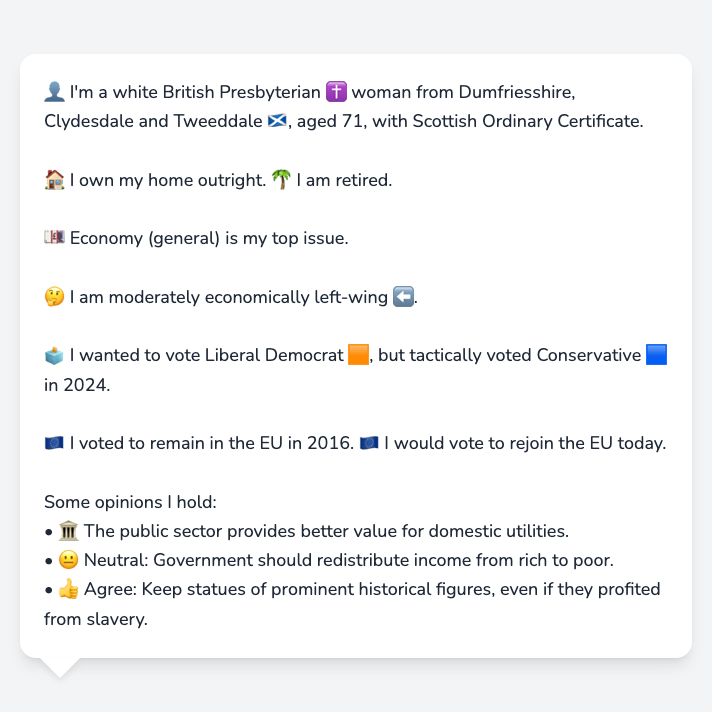 👤 I'm a white British Presbyterian ✝️ woman from Dumfriesshire,
Clydesdale and Tweeddale 🏴󠁧󠁢󠁳󠁣󠁴󠁿, aged 71, with Scottish Ordinary Certificate.
🏠 I own my home outright. 🌴 I am retired.
💷 Economy (general) is my top issue.
🤔 I am moderately economically left-wing ⬅️.
🗳️ I wanted to vote Liberal Democrat 🟧, but tactically voted Conservative 🟦
in 2024.
🇪🇺 I voted to remain in the EU in 2016. 🇪🇺 I would vote to rejoin the EU today.
Some opinions I hold:
• 🏛️ The public sector provides better value for domestic utilities.
• 😐 Neutral: Government should redistribute income from rich to poor.
• 👍 Agree: Keep statues of prominent historical figures, even if they profited
from slavery.